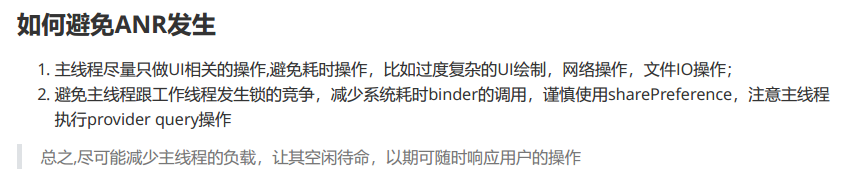 如何避免ANR发生
1. 主线程尽量只做UI相关的操作,避免耗时操作，比如过度复杂的UI绘制，网络操作，文件IO操作；
2. 避免主线程跟工作线程发生锁的竞争，减少系统耗时binder的调用，谨慎使用sharePreference，注意主线程
执行provider query操作
总之,尽可能减少主线程的负载，让其空闲待命，以期可随时响应用户的操作